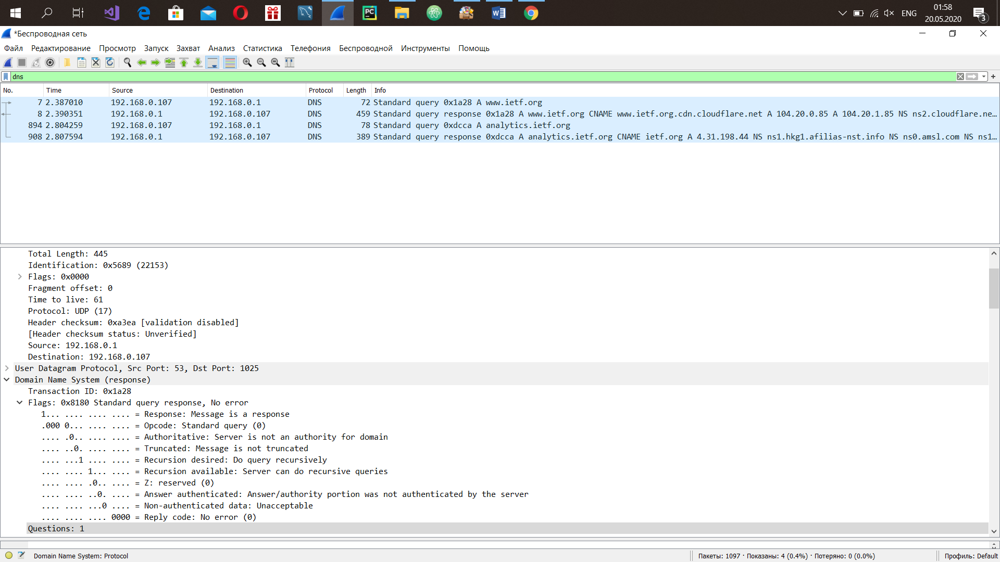 PC
ENG
01:58
20.05.2020
3
*Беспроводная сеть
Файл Редактирование Просмотр Запуск Захват Анализ Статистика Телефония Беспроводной Инструменты Помощь
dns
No. Time Source Destination Protocol Length Info
7 2.387010 192.168.0.107 192.168.0.1 DNS 72 Standard query 0x1a28 A www.ietf.org
8 2.390351 192.168.0.1 192.168.0.107 DNS 459 Standard query response 0x1a28 A www.ietf.org CNAME www.ietf.org.cdn.cloudflare.net A 104.20.0.85 A 104.20.1.85 NS ns2.cloudflare.ne…
894 2.804259 192.168.0.107 192.168.0.1 DNS 78 Standard query 0xdcca A analytics.ietf.org
908 2.807594 192.168.0.1 192.168.0.107 DNS 389 Standard query response 0xdcca A analytics.ietf.org CNAME ietf.org A 4.31.198.44 NS ns1.hkg1.afilias-nst.info NS ns0.amsl.com NS ns1…
Total Length: 445
Identification: 0x5689 (22153)
Flags: 0x0000
Fragment offset: 0
Time to live: 61
Protocol: UDP (17)
Header checksum: 0xa3ea [validation disabled]
[Header checksum status: Unverified]
Source: 192.168.0.1
Destination: 192.168.0.107
User Datagram Protocol, Src Port: 53, Dst Port: 1025
Domain Name System (response)
Transaction ID: 0x1a28
Flags: 0x8180 Standard query response, No error
1... .... .... .... = Response: Message is a response
.000 0... .... .... = Opcode: Standard query (0)
.... .0.. .... .... = Authoritative: Server is not an authority for domain
.... ..0. .... .... = Truncated: Message is not truncated
.... ...1 .... .... = Recursion desired: Do query recursively
.... .... 1... .... = Recursion available: Server can do recursive queries
.... .... .0.. .... = Z: reserved (0)
.... .... ..0. .... = Answer authenticated: Answer/authority portion was not authenticated by the server
.... .... ...0 .... = Non-authenticated data: Unacceptable
.... .... .... 0000 = Reply code: No error (0)
Questions: 1
Domain Name System: Protocol
Пакеты: 1097 · Показаны: 4 (0.4%) · Потеряно: 0 (0.0%)
Профиль: Default